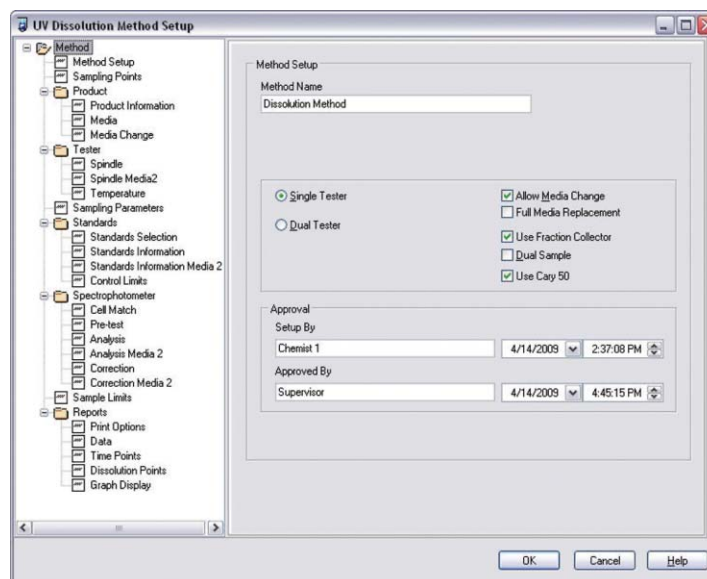 UV Dissolution Method Setup
Method
Method Setup
Sampling Points
Product
Product Information
Media
Media Change
Tester
Spindle
Spindle Media2
Temperature
Sampling Parameters
Standards
Standards Selection
Standards Information
Standards Information Media 2
Control Limits
Spectrophotometer
Cell Match
Pre-test
Analysis
Analysis Media 2
Correction
Correction Media 2
Sample Limits
Reports
Print Options
Data
Time Points
Dissolution Points
Graph Display
Method Setup
Method Name
Dissolution Method
Single Tester
Dual Tester
Allow Media Change
Full Media Replacement
Use Fraction Collector
Dual Sample
Use Cary 50
Approval
Setup By
Chemist 1 4/14/2009 2:37:08 PM
Approved By
Supervisor 4/14/2009 4:45:15 PM
OK Cancel Help